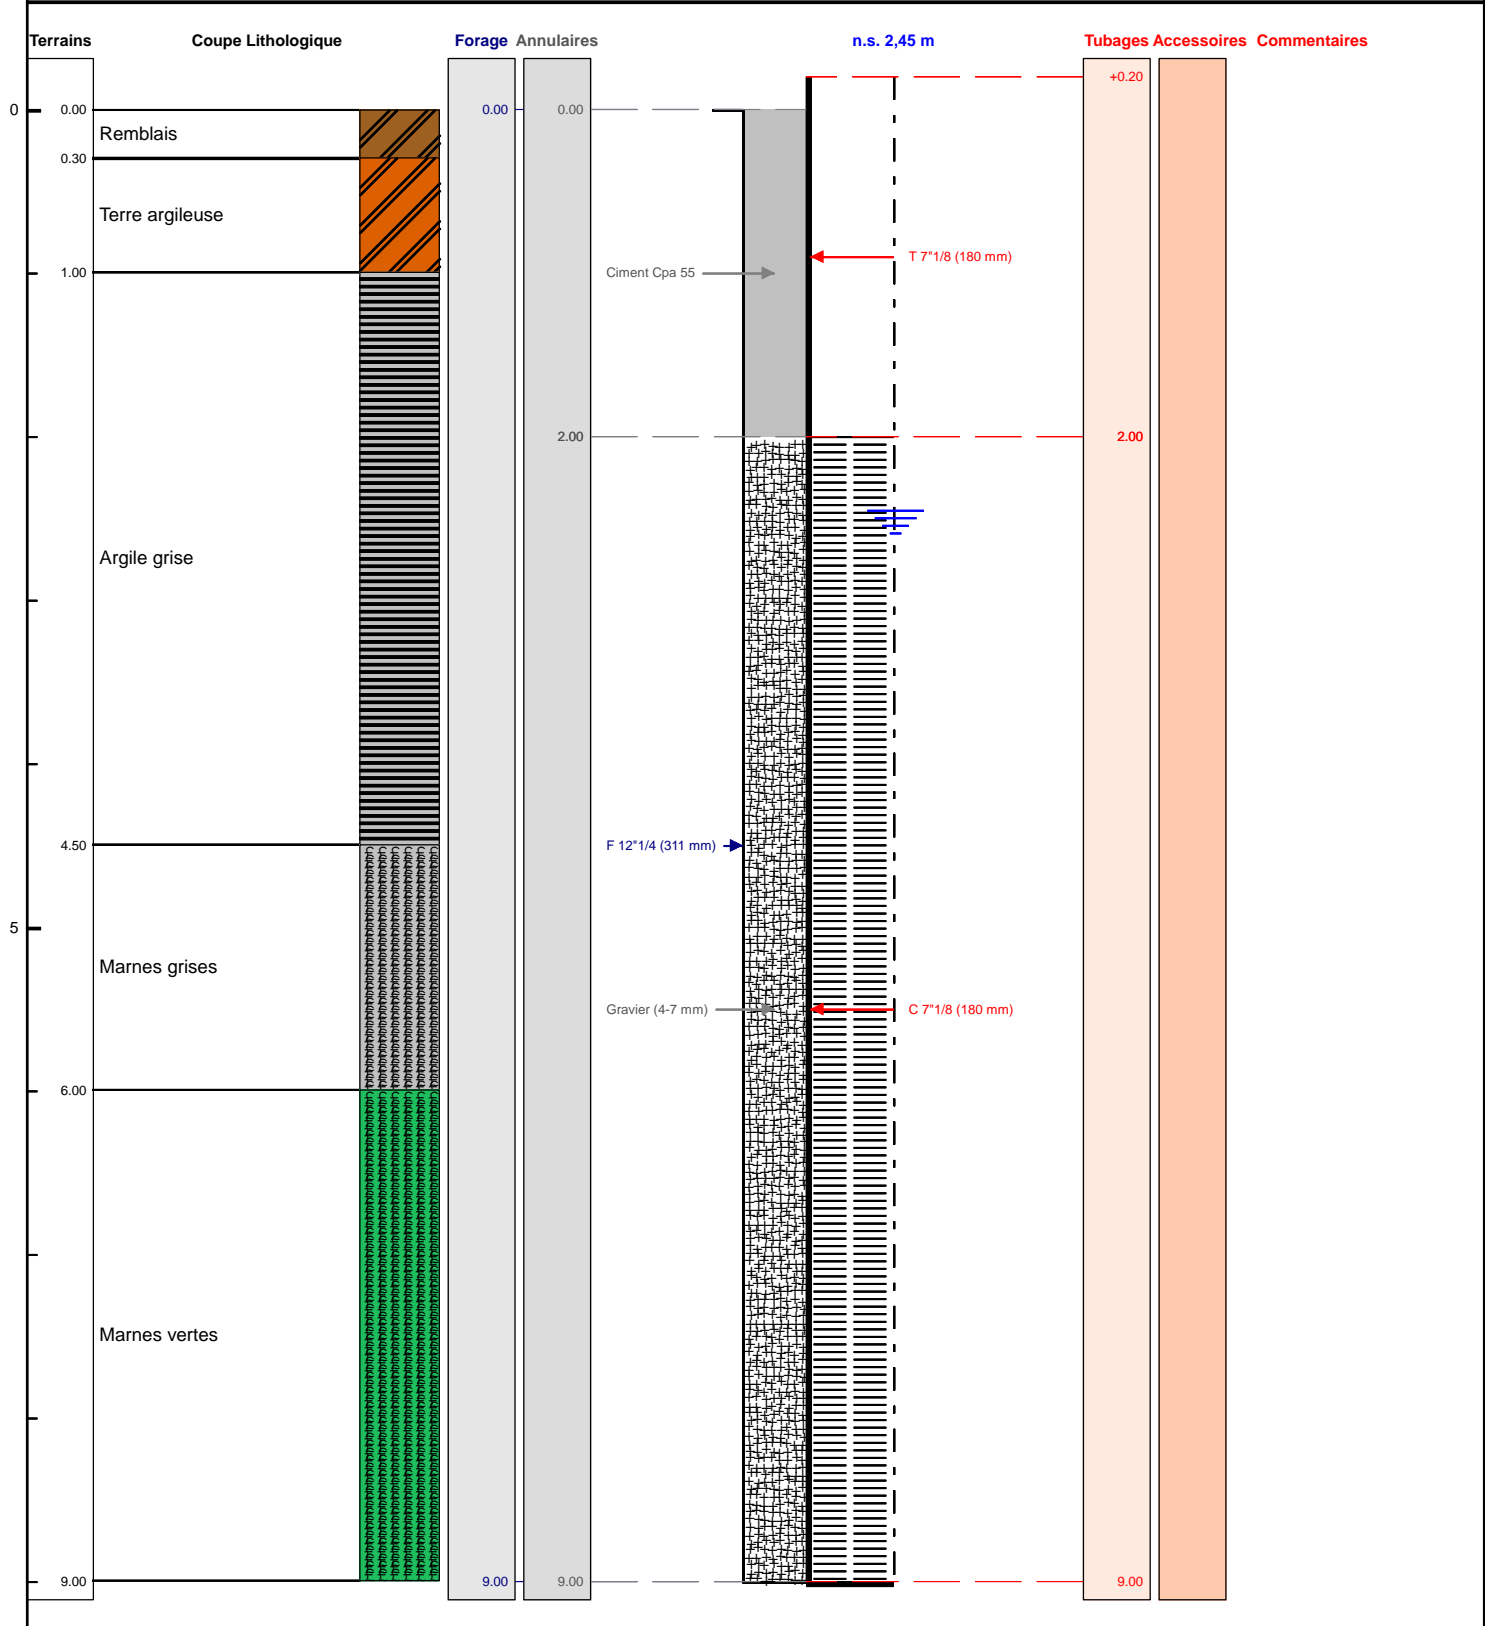 Terrains Coupe Lithologique Forage Annulaires n.s. 2,45 m Tubages Accessoires Commentaires
+0.20
0 0.00 0.00 0.00
Remblais
0.30
Terre argileuse
T 7"1/8 (180 mm)
1.00 Ciment Cpa 55
2.00 2.00
Argile grise
4.50 F 12"1/4 (311 mm)
5
Marnes grises
Gravier (4-7 mm) C 7"1/8 (180 mm)
6.00
Marnes vertes
9.00 9.00 9.00 9.00